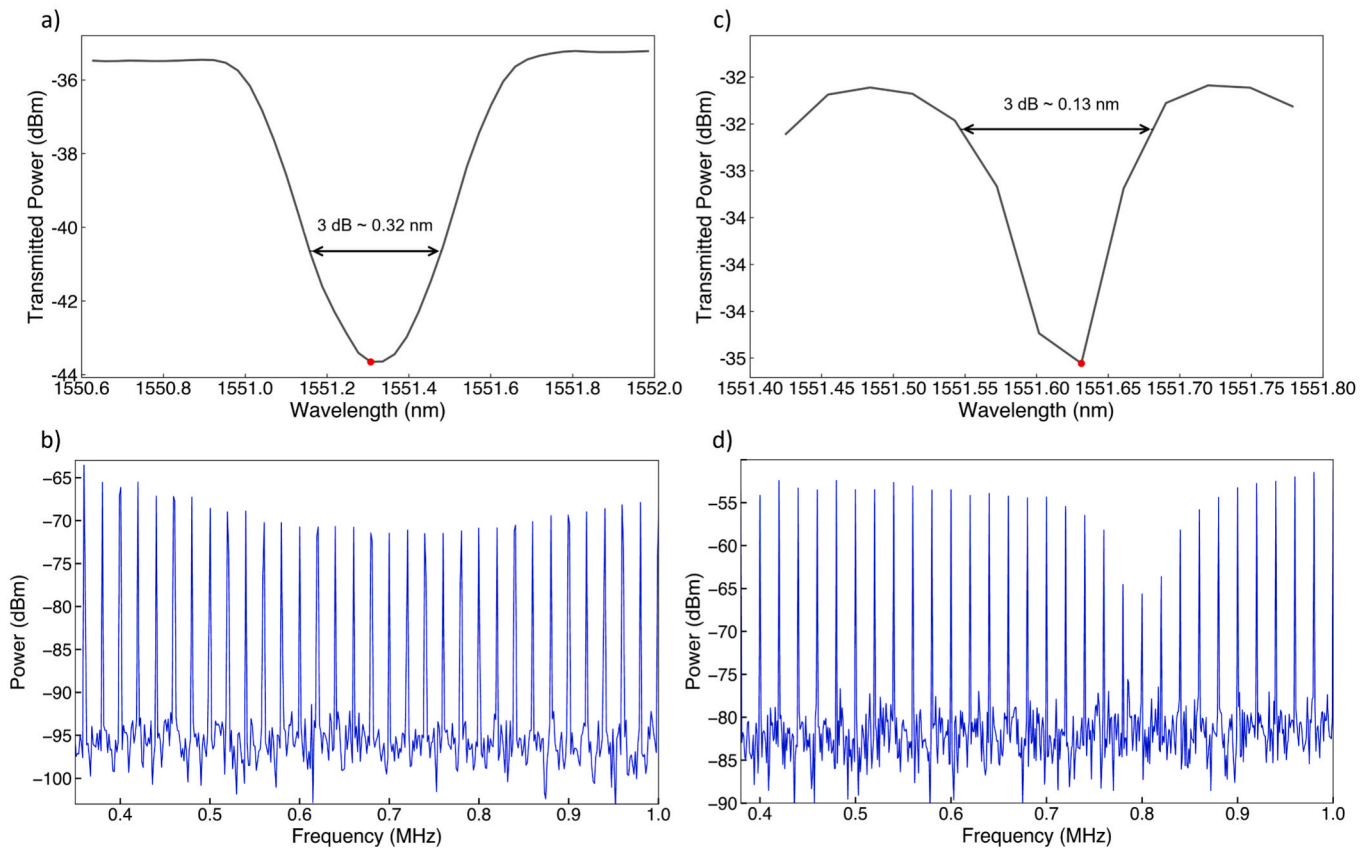 a)
Transmitted Power (dBm)
-36
-38
-40
-42
-44
3 dB ~ 0.32 nm
1550.6 1550.8 1551.0 1551.2 1551.4 1551.6 1551.8 1552.0
Wavelength (nm)
c)
Transmitted Power (dBm)
-32
-32
-33
-34
-34
-34
-35
3 dB ~ 0.13 nm
1551.40 1551.45 1551.50 1551.55 1551.60 1551.65 1551.70 1551.75 1551.80
Wavelength (nm)
b)
Power (dBm)
−65
−70
−75
−80
−85
−90
−95
−100
0.4 0.5 0.6 0.7 0.8 0.9 1.0
Frequency (MHz)
d)
Power (dBm)
−55
−60
−65
−70
−75
−80
−85
−90
0.4 0.5 0.6 0.7 0.8 0.9 1.0
Frequency (MHz)